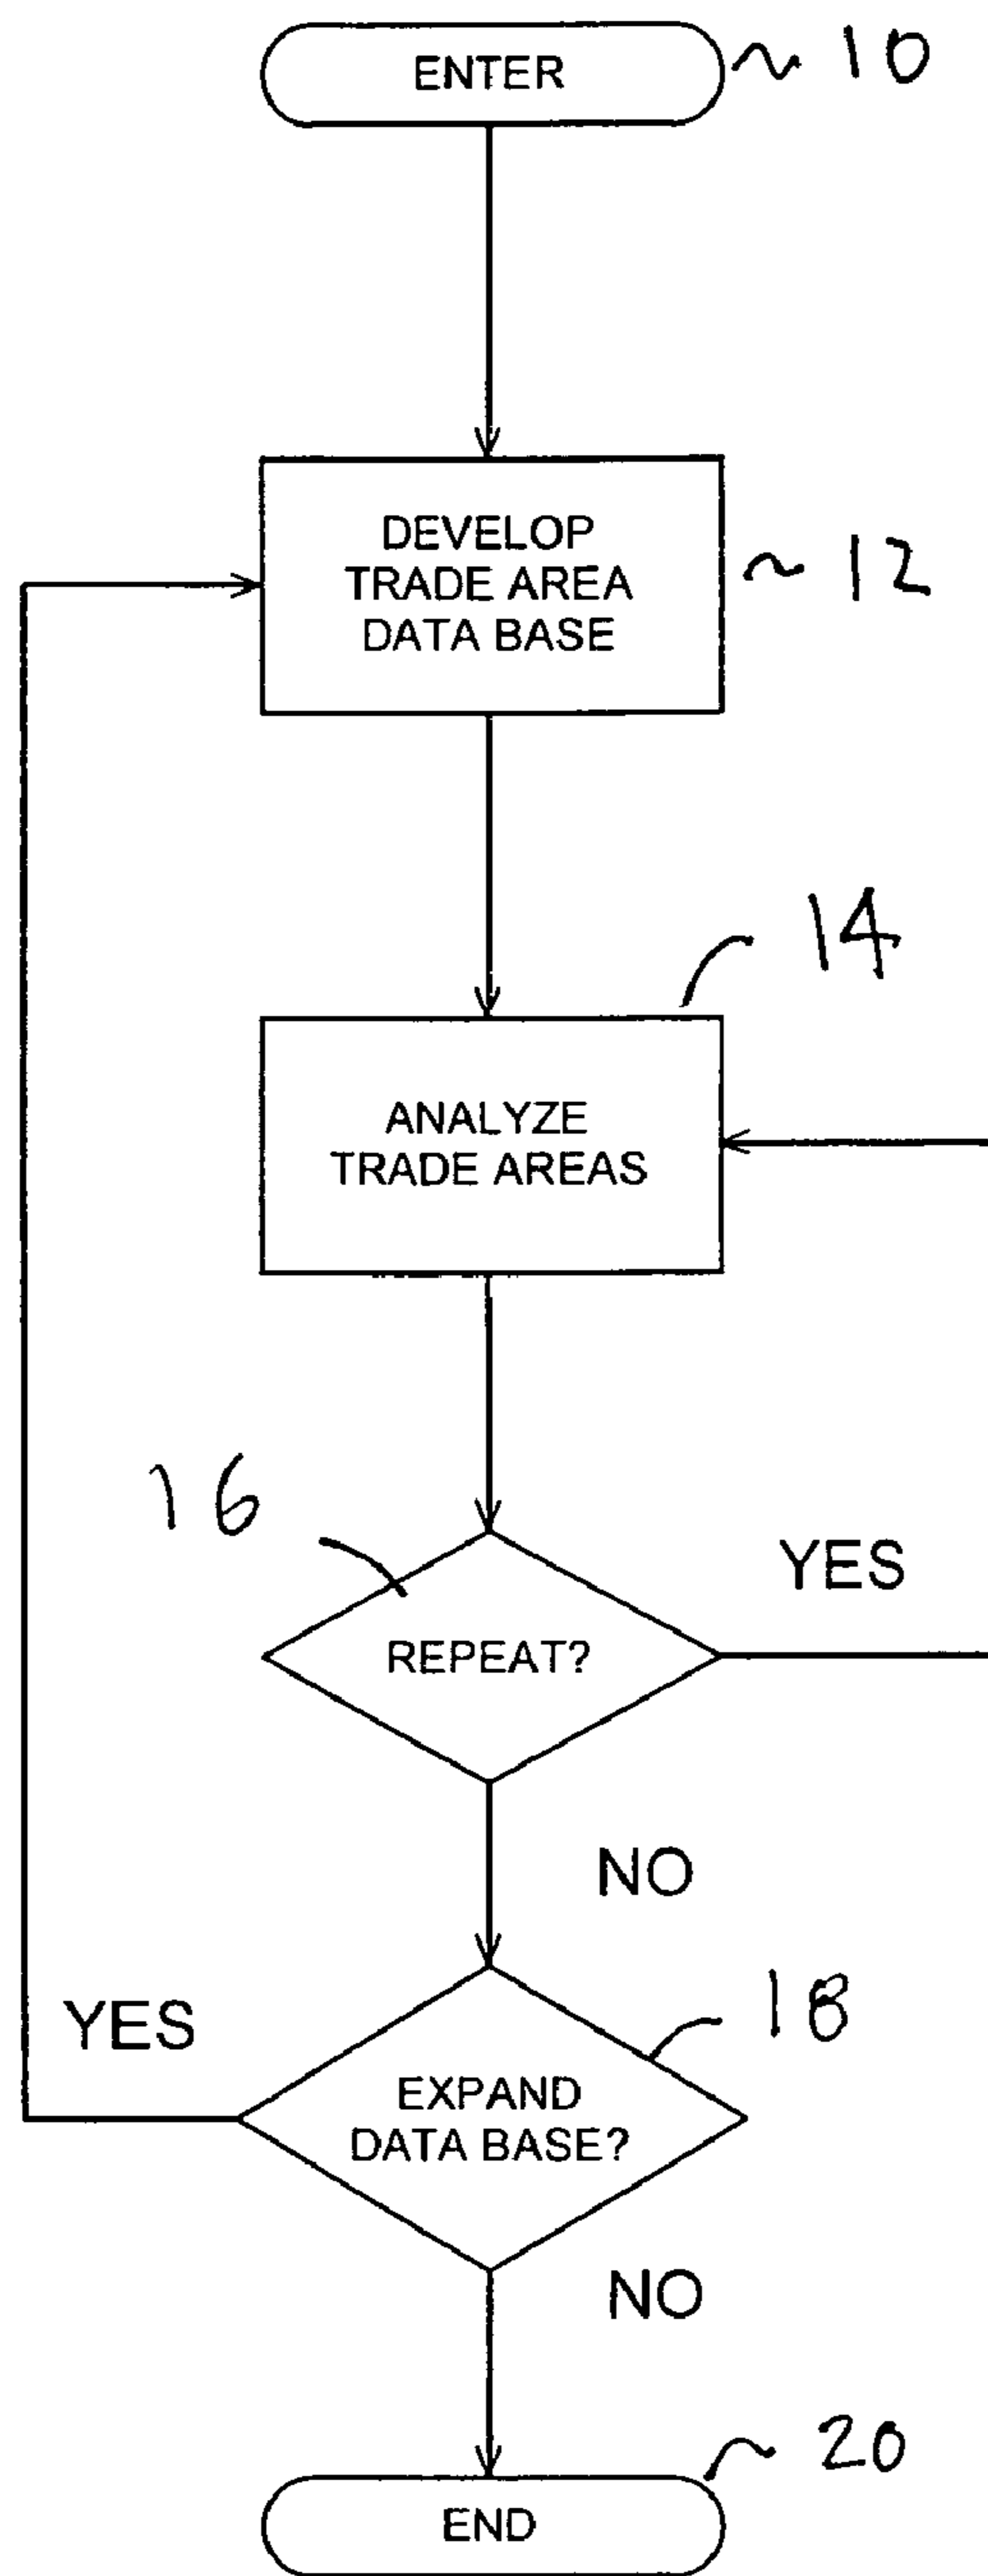 ENTER
10
DEVELOP
TRADE AREA
DATA BASE
12
14
ANALYZE
TRADE AREAS
16
YES
REPEAT?
NO
18
YES
EXPAND
DATA BASE?
NO
20
END